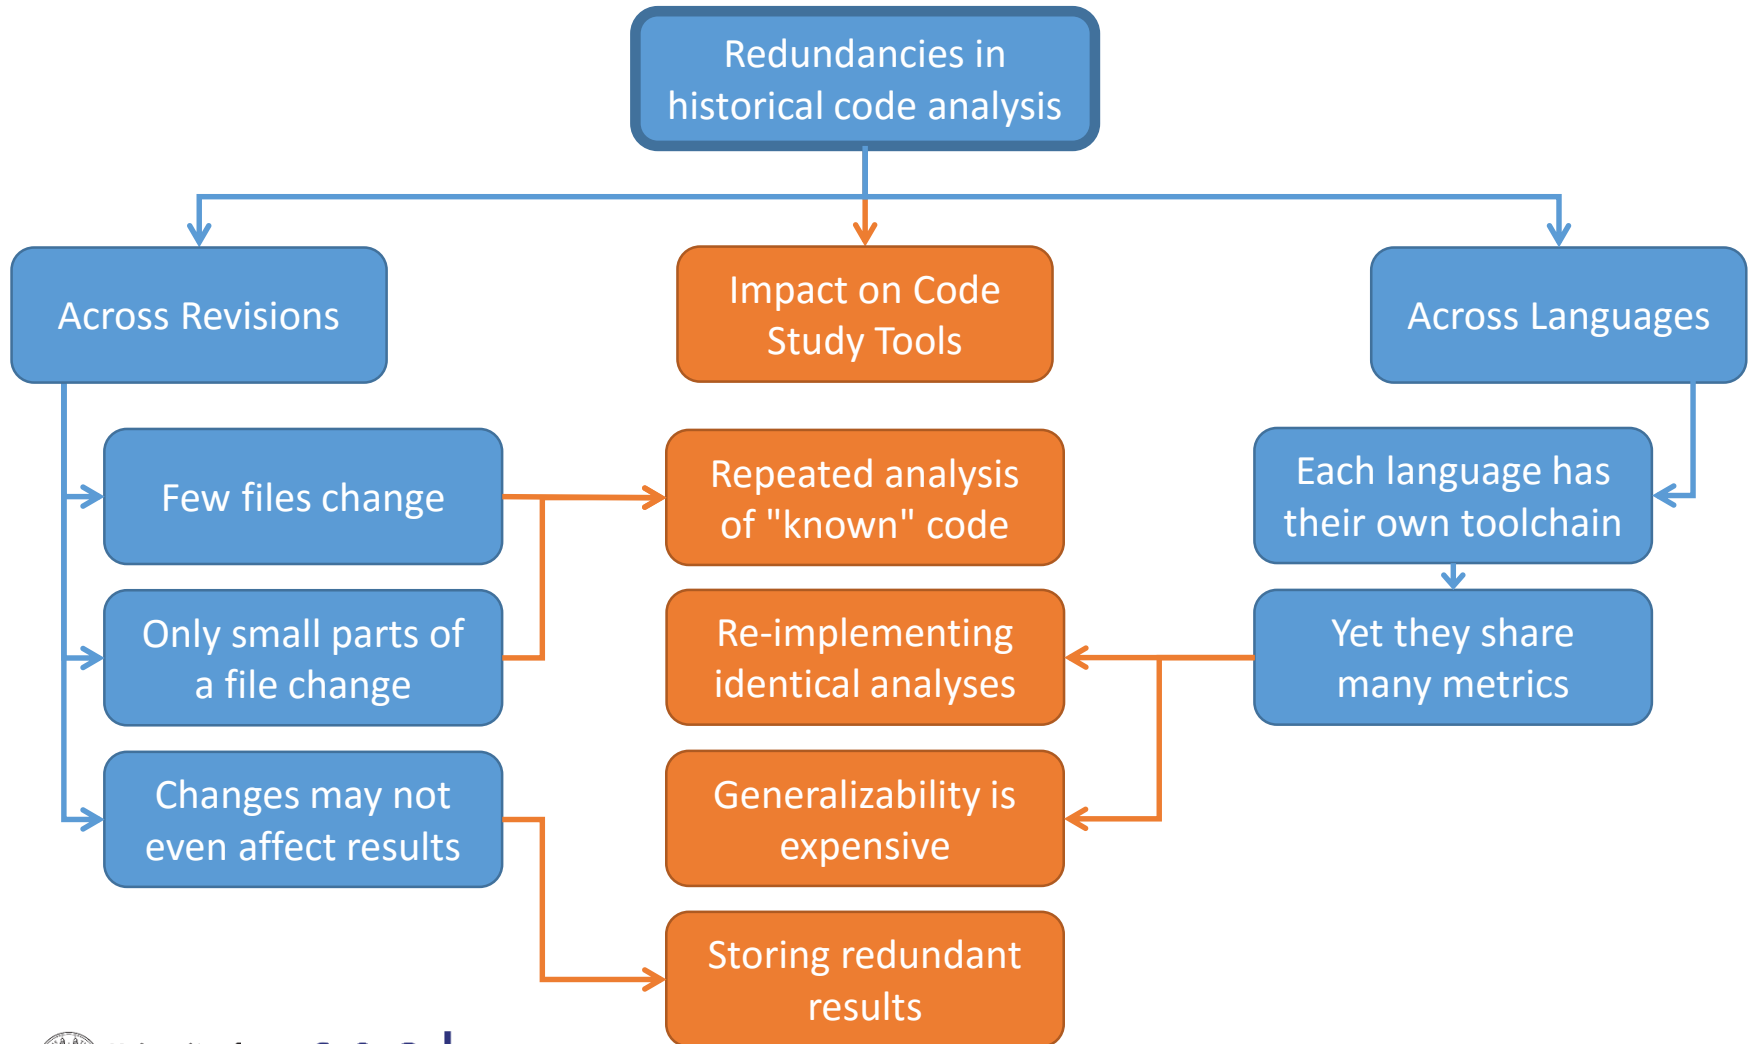 Redundancies in
historical code analysis
Across Revisions
Impact on Code
Study Tools
Across Languages
Few files change
Repeated analysis
of "known" code
Each language has
their own toolchain
Only small parts of
a file change
Re-implementing
identical analyses
Yet they share
many metrics
Changes may not
even affect results
Generalizability is
expensive
Storing redundant
results